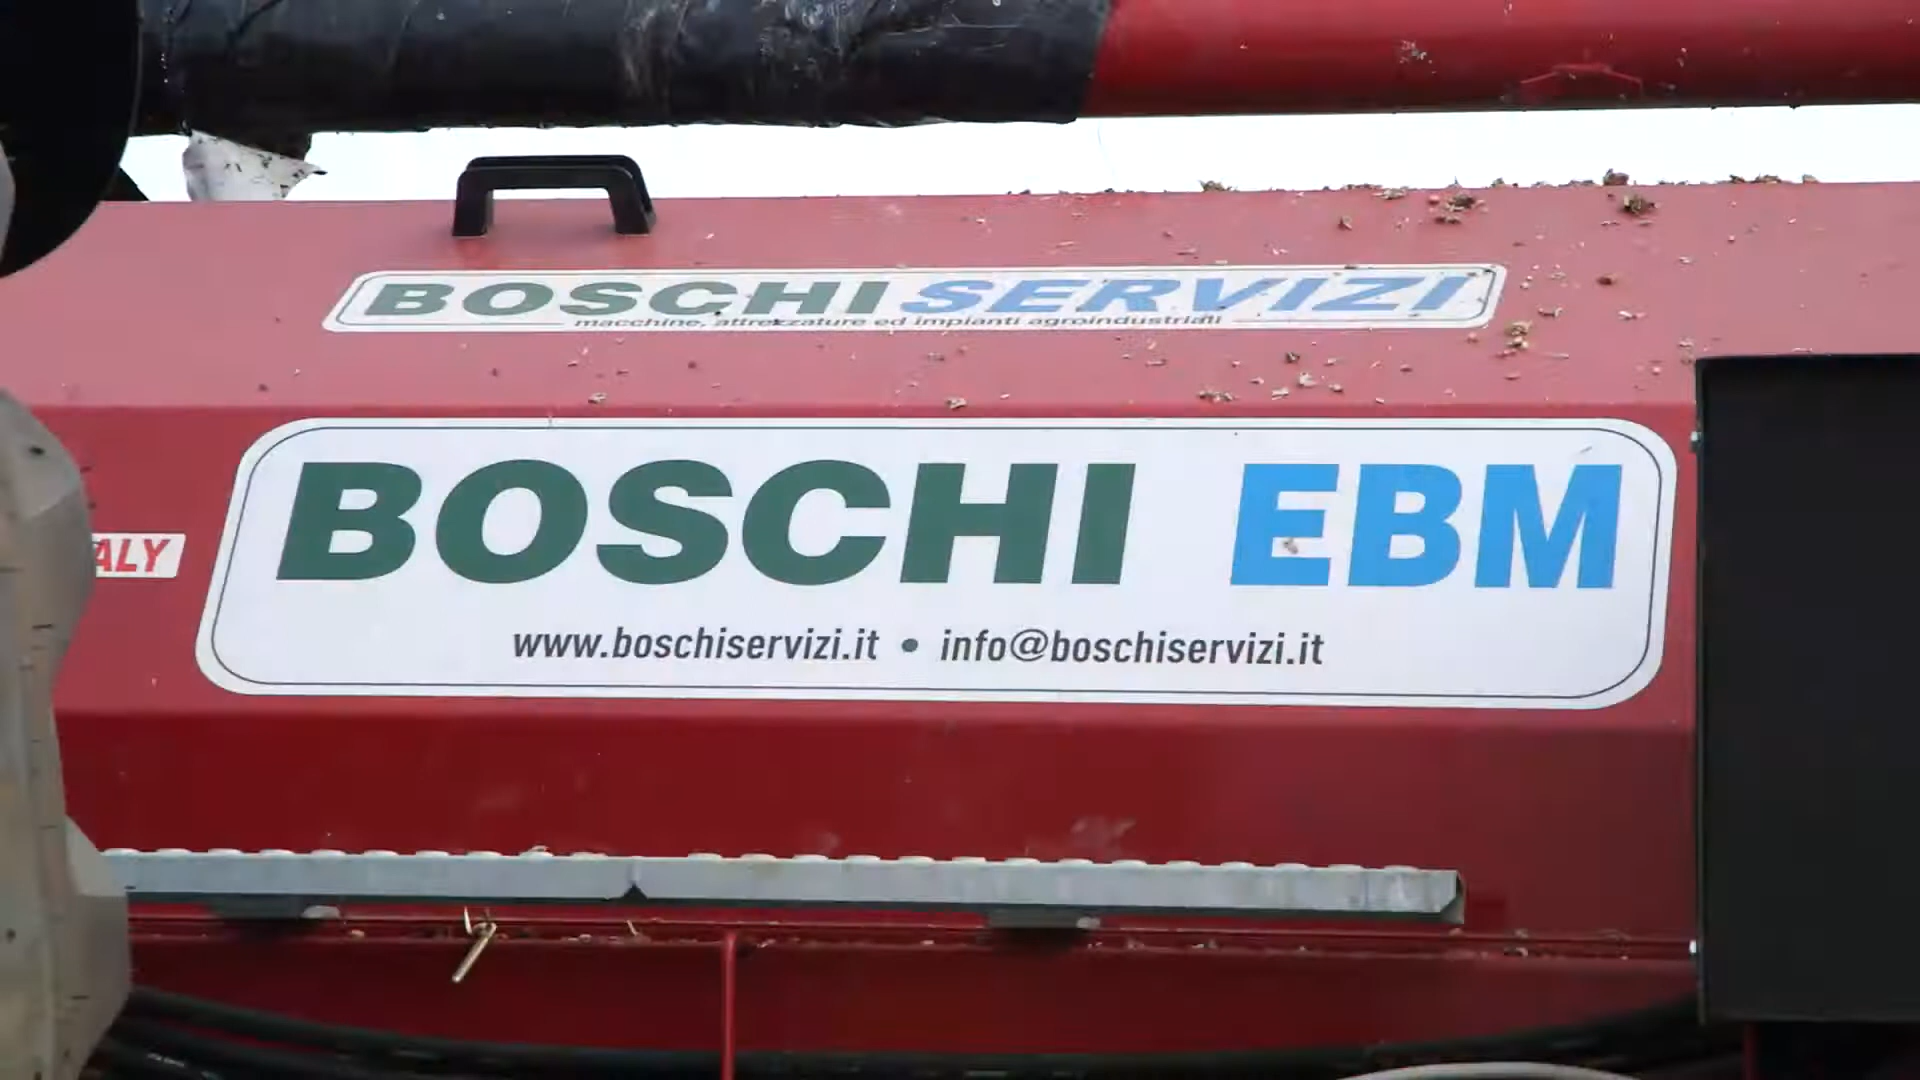 BOSCHI SERVIZI
macchine, attrezzature ed impianti agroindustriali
BOSCHI EBM
ALY
www.boschiservizi.it • info@boschiservizi.it